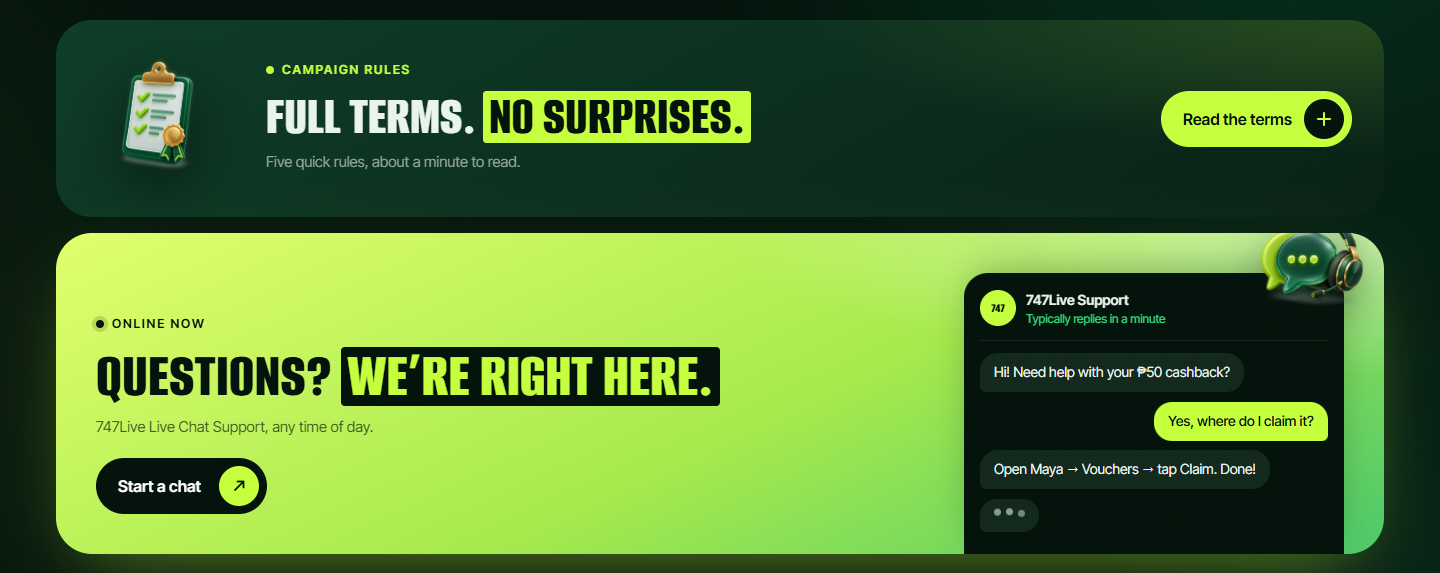 CAMPAIGN RULES
FULL TERMS. NO SURPRISES.
Five quick rules, about a minute to read.
Read the terms
ONLINE NOW
QUESTIONS? WE’RE RIGHT HERE.
747Live Live Chat Support, any time of day.
Start a chat
747
747Live Support
Typically replies in a minute
Hi! Need help with your ₱50 cashback?
Yes, where do I claim it?
Open Maya → Vouchers → tap Claim. Done!